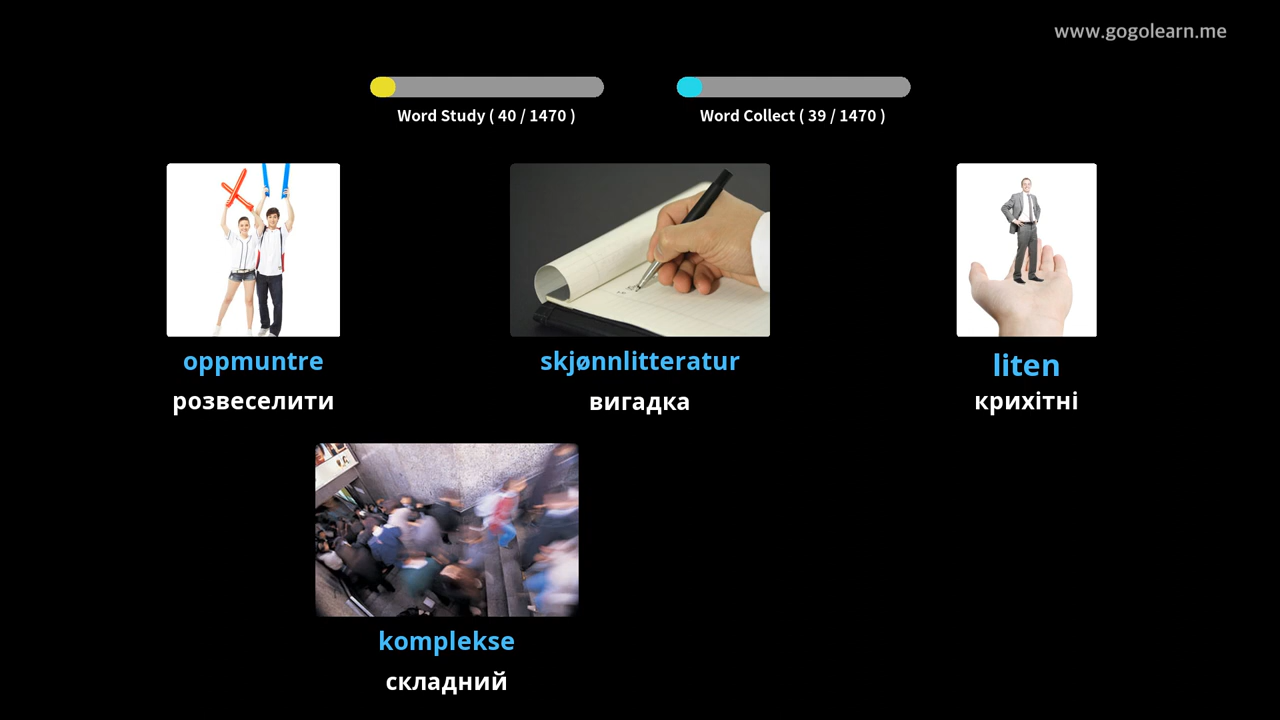 www.gogolearn.me
Word Study ( 40 / 1470 )
Word Collect ( 39 / 1470 )
oppmuntre
розвеселити
skjønnlitteratur
вигадка
liten
крихітні
komplekse
складний